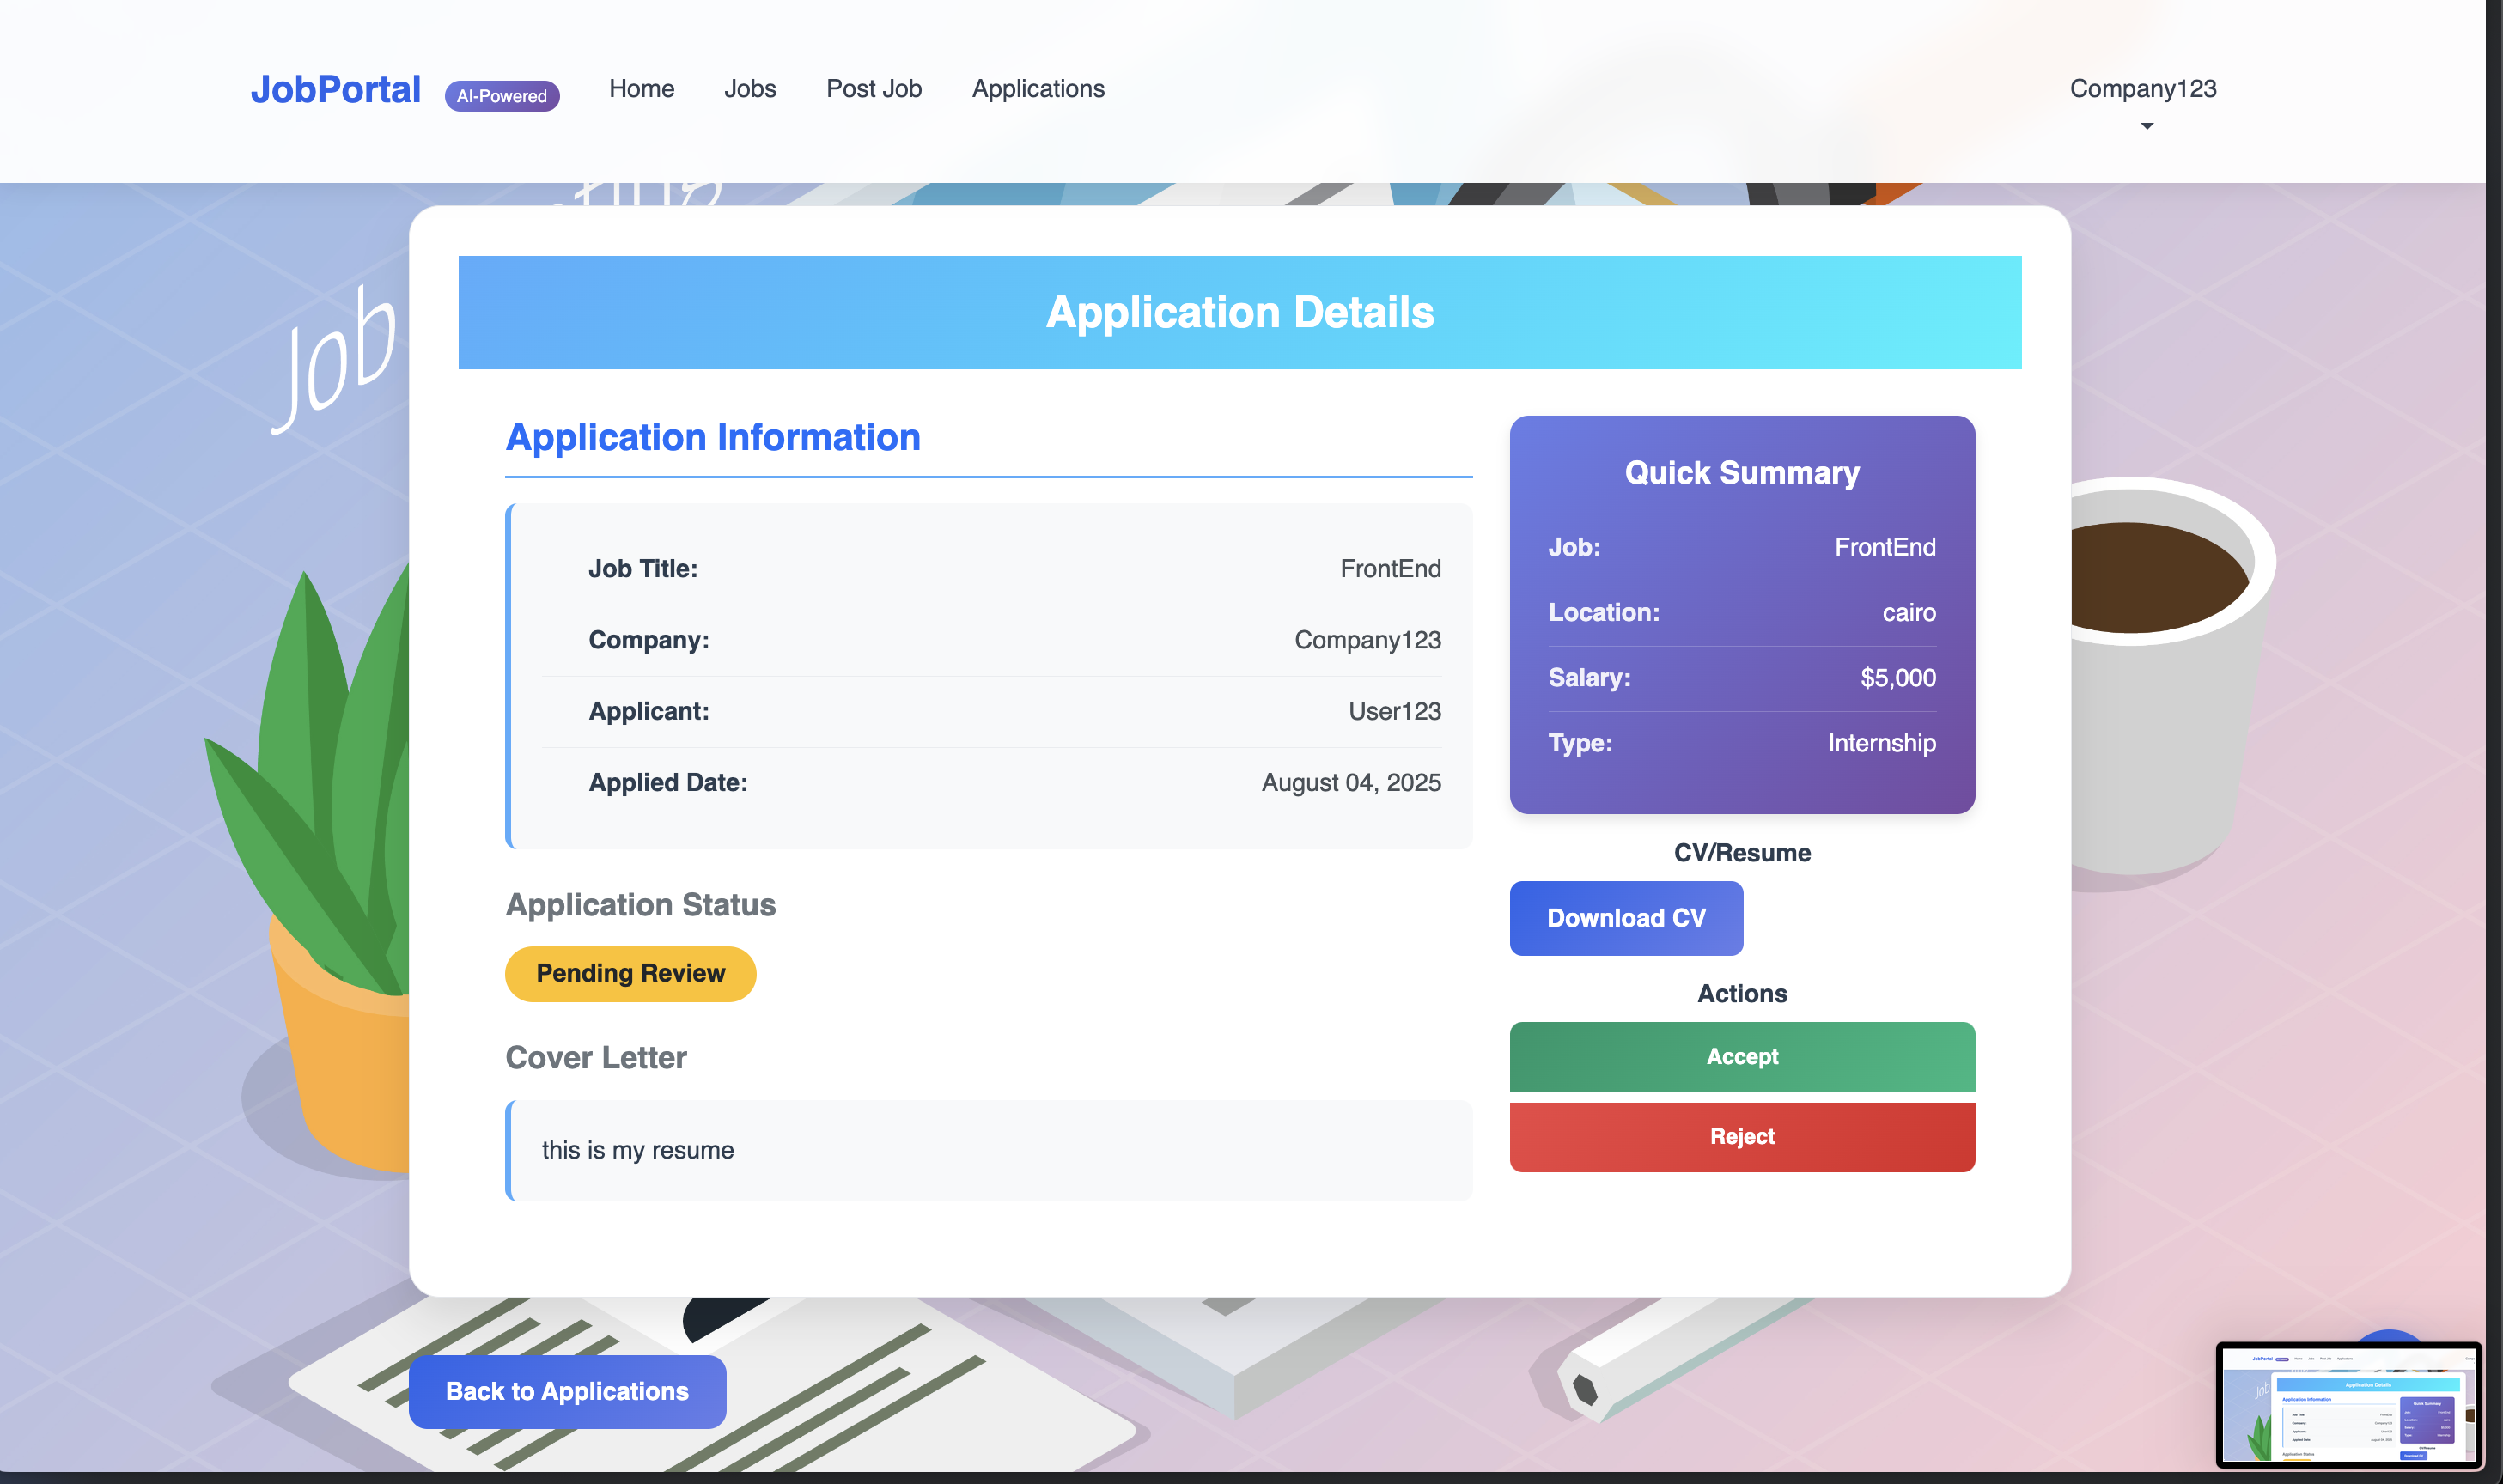 JobPortal AI-Powered Home Jobs Post Job Applications Company123
Job
Application Details
Application Information
Job Title: FrontEnd
Company: Company123
Applicant: User123
Applied Date: August 04, 2025
Application Status
Pending Review
Cover Letter
this is my resume
Quick Summary
Job: FrontEnd
Location: cairo
Salary: $5,000
Type: Internship
CV/Resume
Download CV
Actions
Accept
Reject
Back to Applications